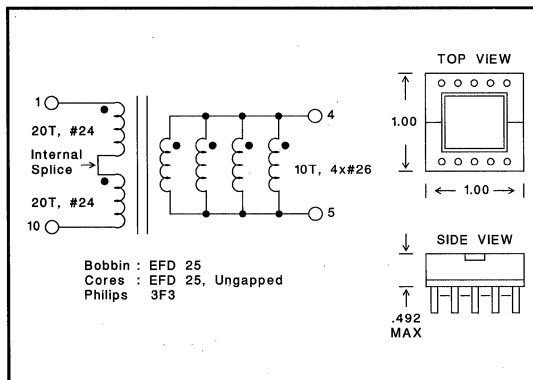 1
20T, #24
Internal
Splice
20T, #24
10
4
10T, 4x#26
5
Bobbin : EFD 25
Cores : EFD 25, Ungapped
Philips 3F3
TOP VIEW
1.00
1.00
SIDE VIEW
.492
MAX